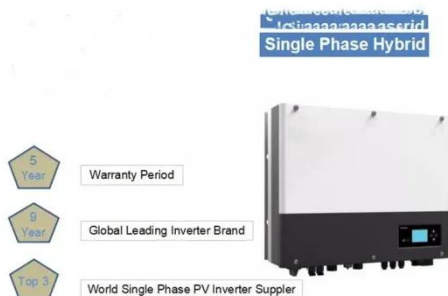 Single Phase Hybrid
5
Year
Warranty Period
9
Year
Global Leading Inverter Brand
Top 3
World Single Phase PV Inverter Suppler